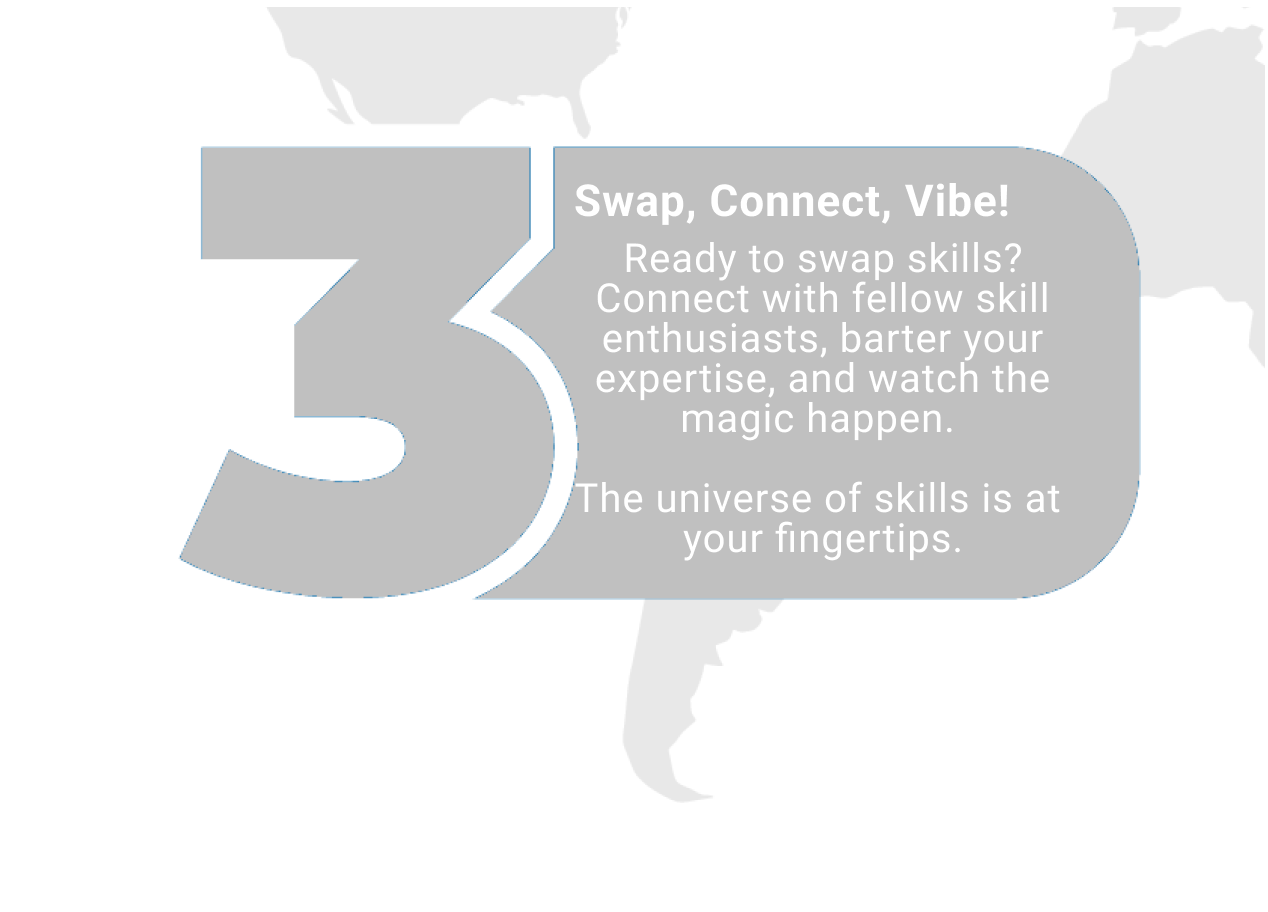 3
Swap, Connect, Vibe!
Ready to swap skills?
Connect with fellow skill
enthusiasts, barter your
expertise, and watch the
magic happen.
The universe of skills is at
your fingertips.